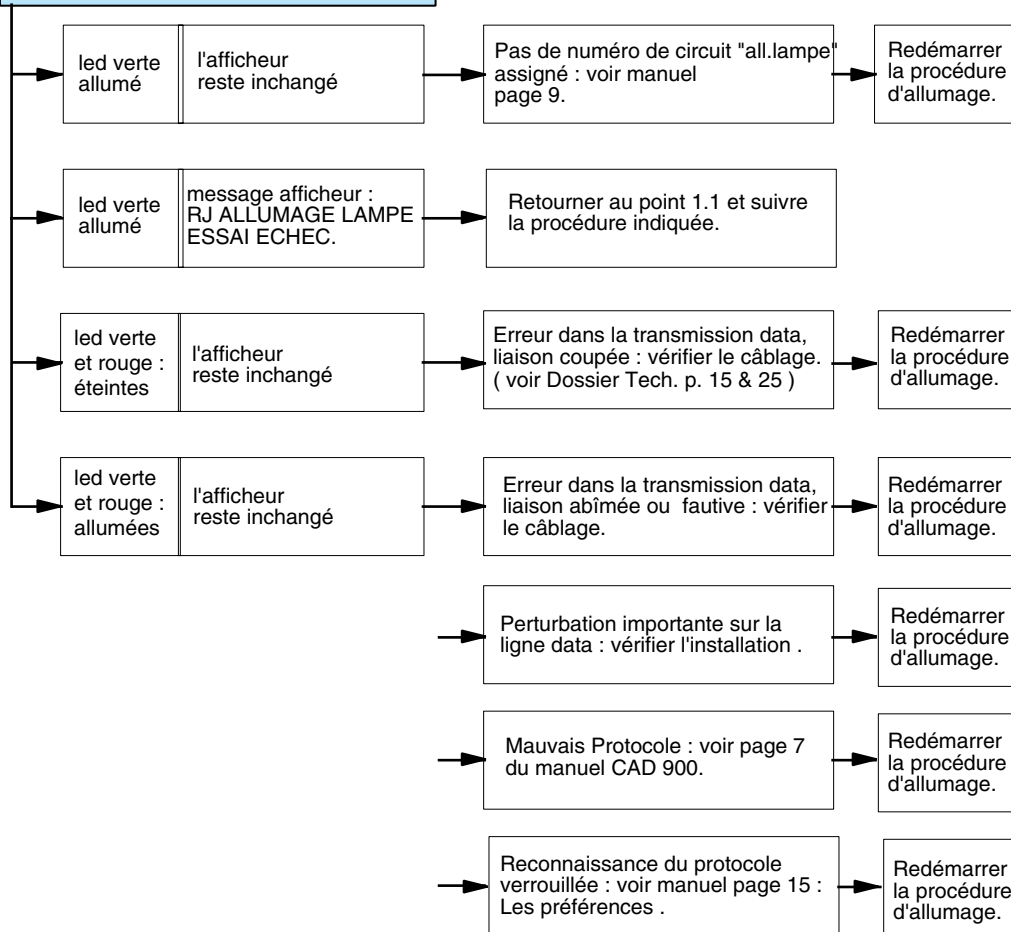 led verte
allumé
l'afficheur
reste inchangé
Pas de numéro de circuit "all.lampe"
assigné : voir manuel
page 9.
Redémarrer
la procédure
d'allumage.
led verte
allumé
message afficheur :
RJ ALLUMAGE LAMPE
ESSAI ECHEC.
Retourner au point 1.1 et suivre
la procédure indiquée.
led verte
et rouge :
éteintes
l'afficheur
reste inchangé
Erreur dans la transmission data,
liaison coupée : vérifier le câblage.
( voir Dossier Tech. p. 15 & 25 )
Redémarrer
la procédure
d'allumage.
led verte
et rouge :
allumées
l'afficheur
reste inchangé
Erreur dans la transmission data,
liaison abîmée ou fautive : vérifier
le câblage.
Redémarrer
la procédure
d'allumage.
Perturbation importante sur la
ligne data : vérifier l'installation .
Redémarrer
la procédure
d'allumage.
Mauvais Protocole : voir page 7
du manuel CAD 900.
Redémarrer
la procédure
d'allumage.
Reconnaissance du protocole
verrouillée : voir manuel page 15 :
Les préférences .
Redémarrer
la procédure
d'allumage.